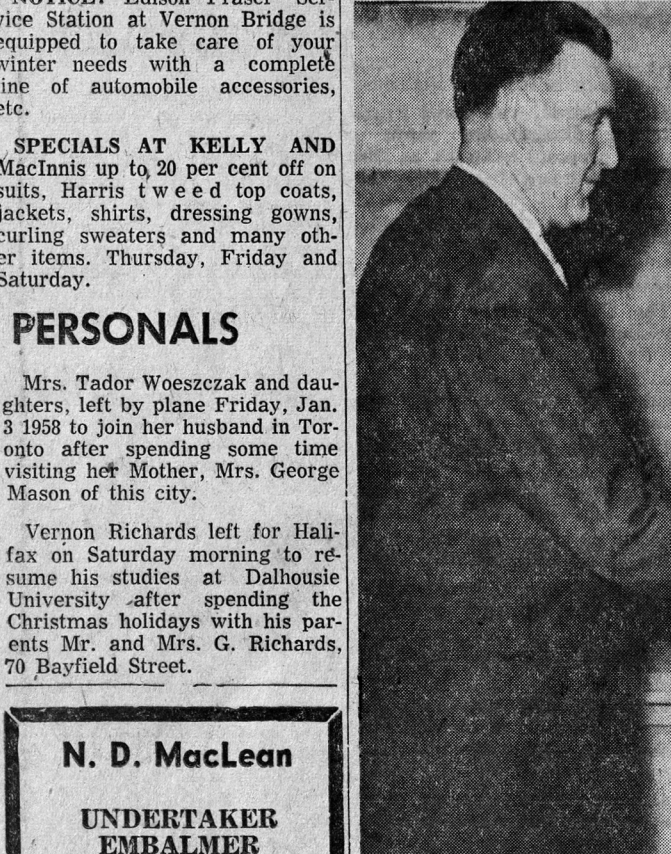 NOTICE: Edison Fraser Ser-
vice Station at Vernon Bridge is
equipped to take care of your
winter needs with a complete
line of automobile accessories,
etc.
SPECIALS AT KELLY AND
MacInnis up to 20 per cent off on
suits, Harris tweed top coats,
jackets, shirts, dressing gowns,
curling sweaters and many oth-
er items. Thursday, Friday and
Saturday.
PERSONALS
Mrs. Tador Woeszczak and dau-
ghters, left by plane Friday, Jan.
3 1958 to join her husband in Tor-
onto after spending some time
visiting her Mother, Mrs. George
Mason of this city.
Vernon Richards left for Hali-
fax on Saturday morning to re-
sume his studies at Dalhousie
University after spending the
Christmas holidays with his par-
ents Mr. and Mrs. G. Richards,
70 Bayfield Street.
N. D. MacLean
UNDERTAKER
EMBALMER